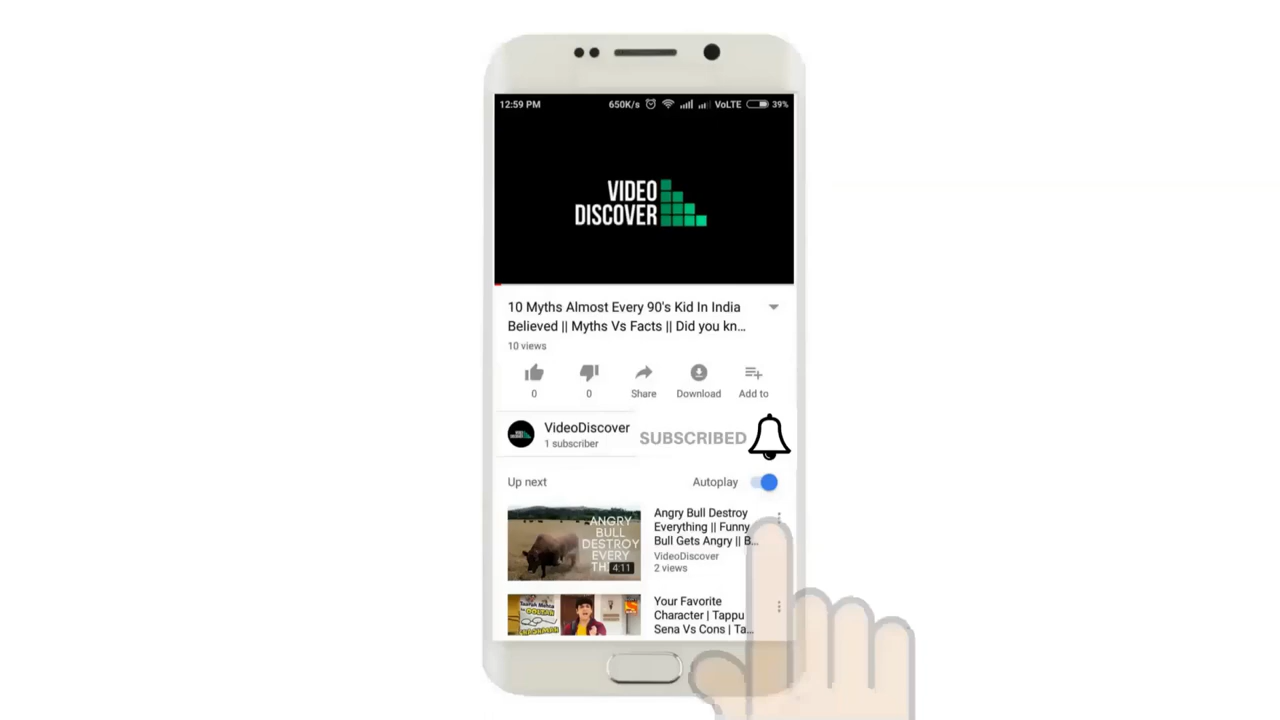 12:59 PM 650K/s VoLTE 39%
VIDEO
DISCOVER
10 Myths Almost Every 90's Kid In India
Believed || Myths Vs Facts || Did you kn...
10 views
0 0 Share Download Add to
VideoDiscover
1 subscriber
SUBSCRIBED
Up next Autoplay
ANGRY
BULL
DESTROY
EVERY
TH.
4:11
Angry Bull Destroy
Everything || Funny
Bull Gets Angry || B...
VideoDiscover
2 views
Your Favorite
Character | Tappu
Sena Vs Cons | Ta...